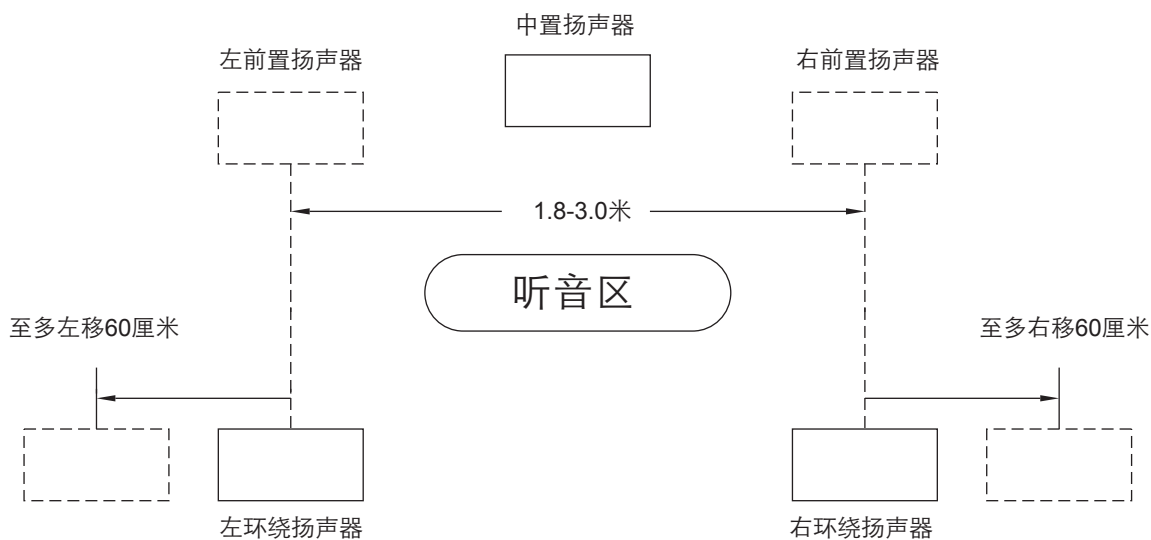 中置扬声器
左前置扬声器
右前置扬声器
1.8-3.0米
听音区
至多左移60厘米
至多右移60厘米
左环绕扬声器
右环绕扬声器